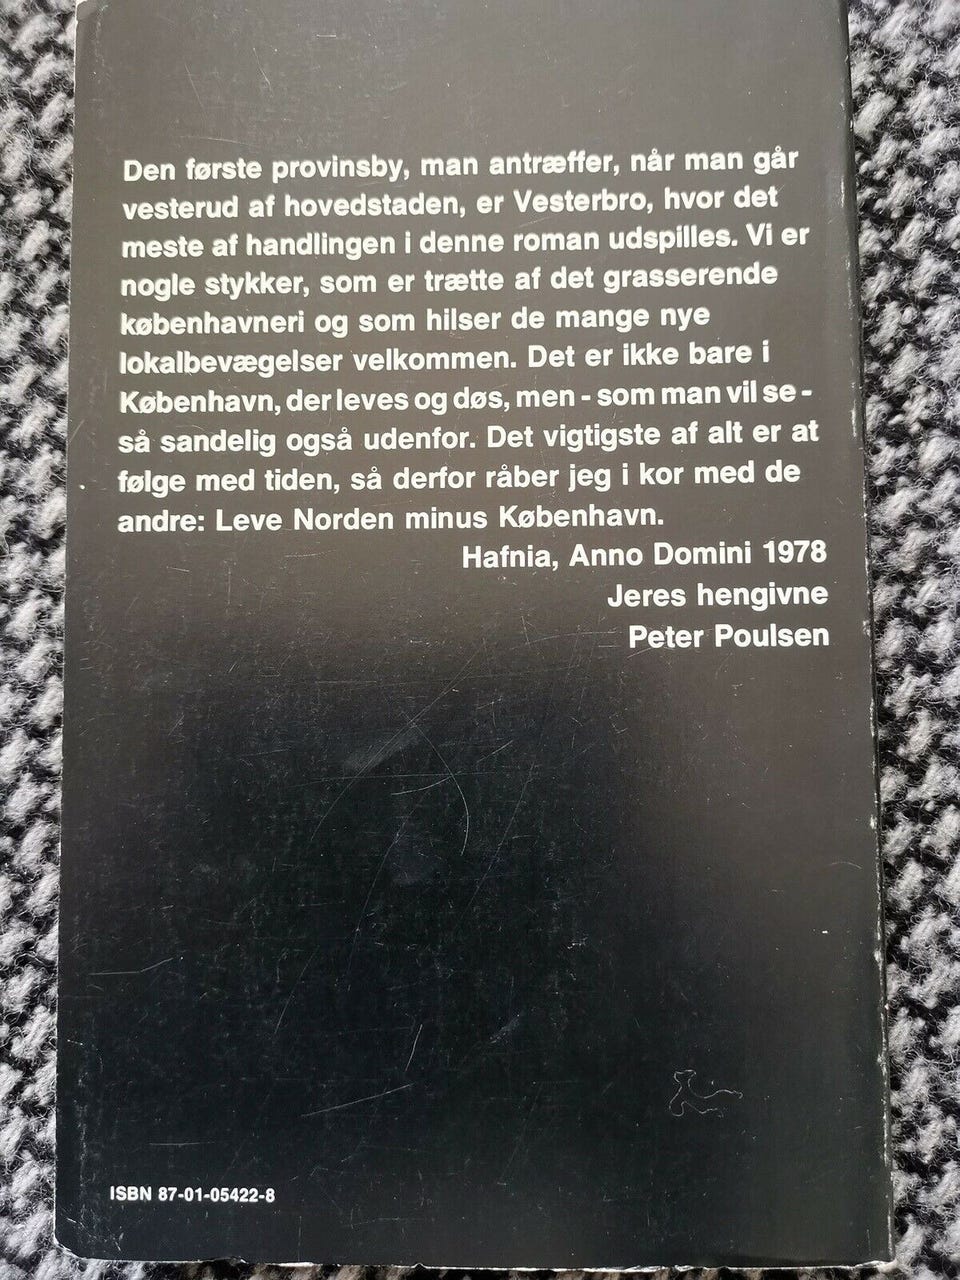 Den første provinsby, man antræffer, når man går
vesterud af hovedstaden, er Vesterbro, hvor det
meste af handlingen i denne roman udspilles. Vi er
nogle stykker, som er trætte af det grasserende
københavneri og som hilser de mange nye
lokalbevægelser velkommen. Det er ikke bare i
København, der leves og døs, men - som man vil se -
så sandelig også udenfor. Det vigtigste af alt er at
følge med tiden, så derfor råber jeg i kor med de
andre: Leve Norden minus København.
Hafnia, Anno Domini 1978
Jeres hengivne
Peter Poulsen
ISBN 87-01-05422-8